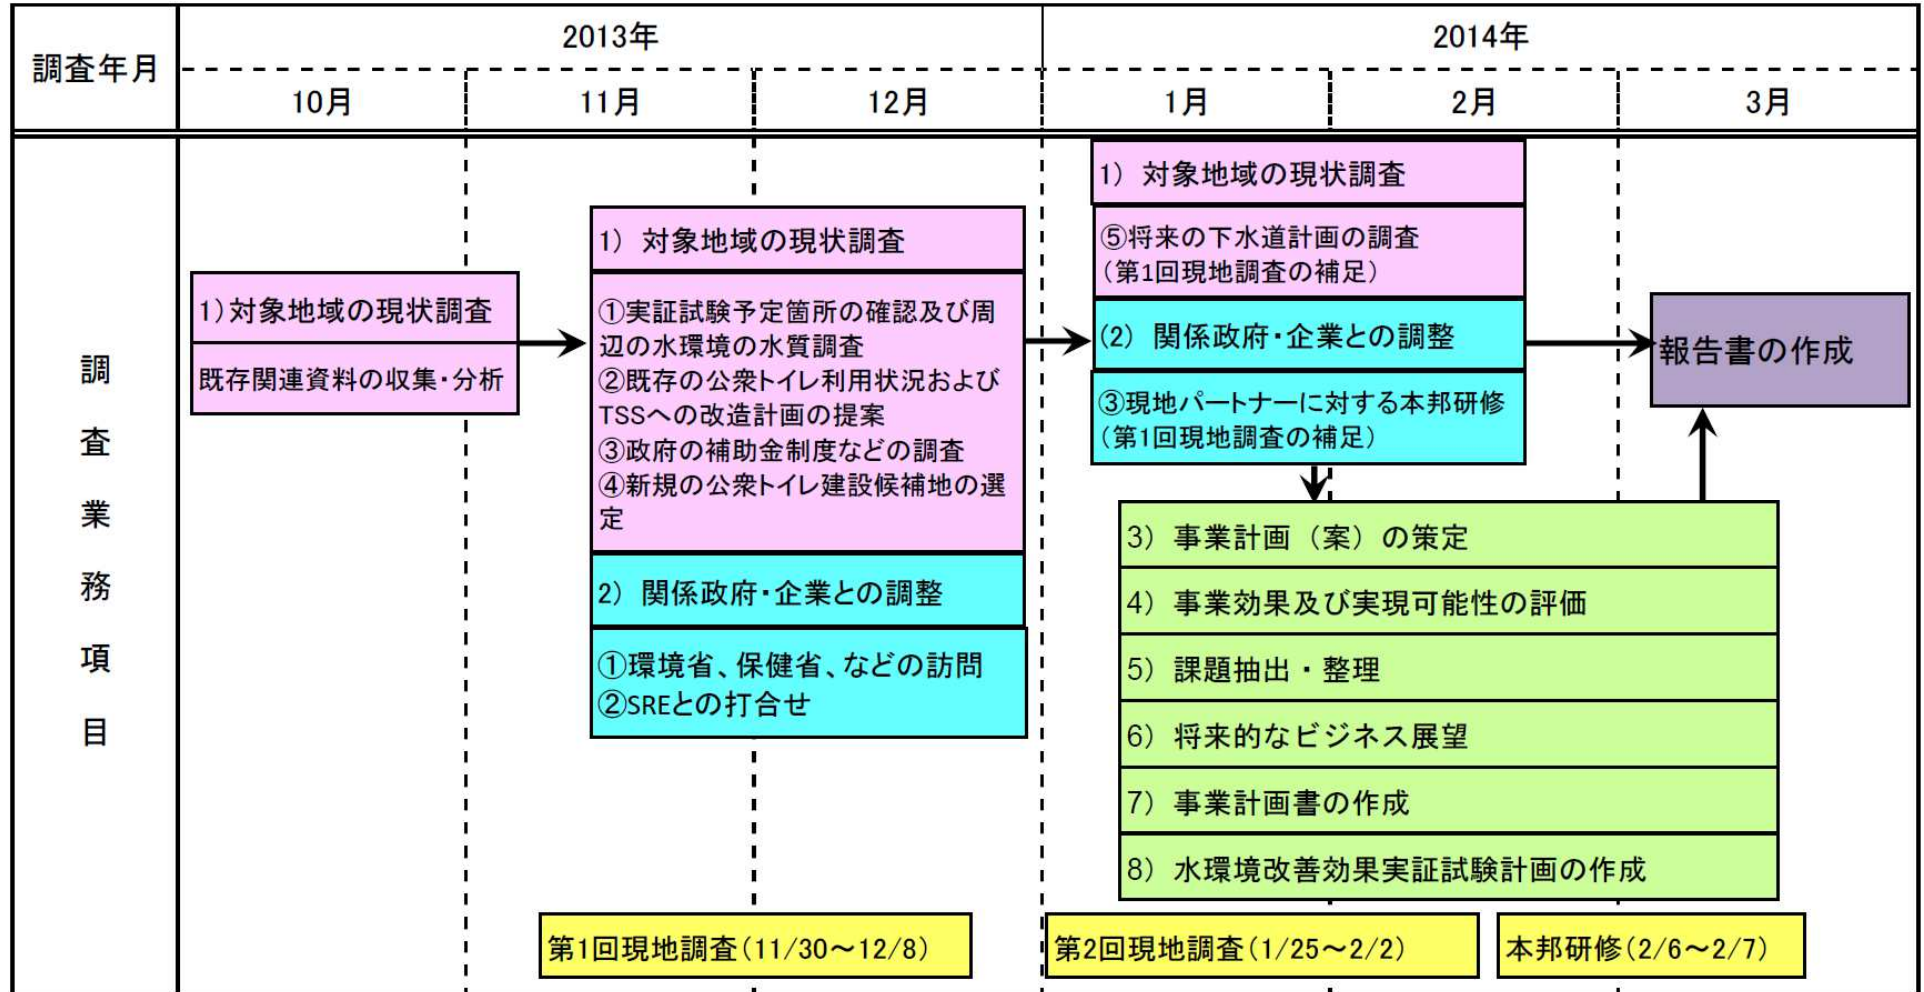 調査年月
2013年
2014年
10月
11月
12月
1月
2月
3月
調査業務項目
1)対象地域の現状調査
既存関連資料の収集・分析
1) 対象地域の現状調査
①実証試験予定箇所の確認及び周
辺の水環境の水質調査
②既存の公衆トイレ利用状況および
TSSへの改造計画の提案
③政府の補助金制度などの調査
④新規の公衆トイレ建設候補地の選
定
2) 関係政府・企業との調整
①環境省、保健省、などの訪問
②SREとの打合せ
1) 対象地域の現状調査
⑤将来の下水道計画の調査
(第1回現地調査の補足)
(2) 関係政府・企業との調整
③現地パートナーに対する本邦研修
(第1回現地調査の補足)
報告書の作成
3) 事業計画（案）の策定
4) 事業効果及び実現可能性の評価
5) 課題抽出・整理
6) 将来的なビジネス展望
7) 事業計画書の作成
8) 水環境改善効果実証試験計画の作成
第1回現地調査(11/30～12/8)
第2回現地調査(1/25～2/2)
本邦研修(2/6～2/7)